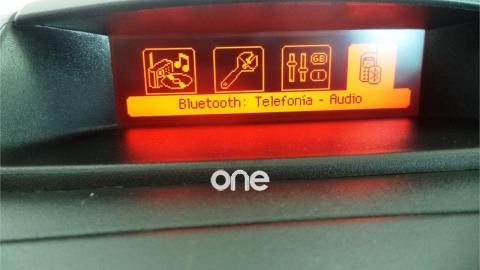 GB
Bluetooth: Telefonía - Audio
one